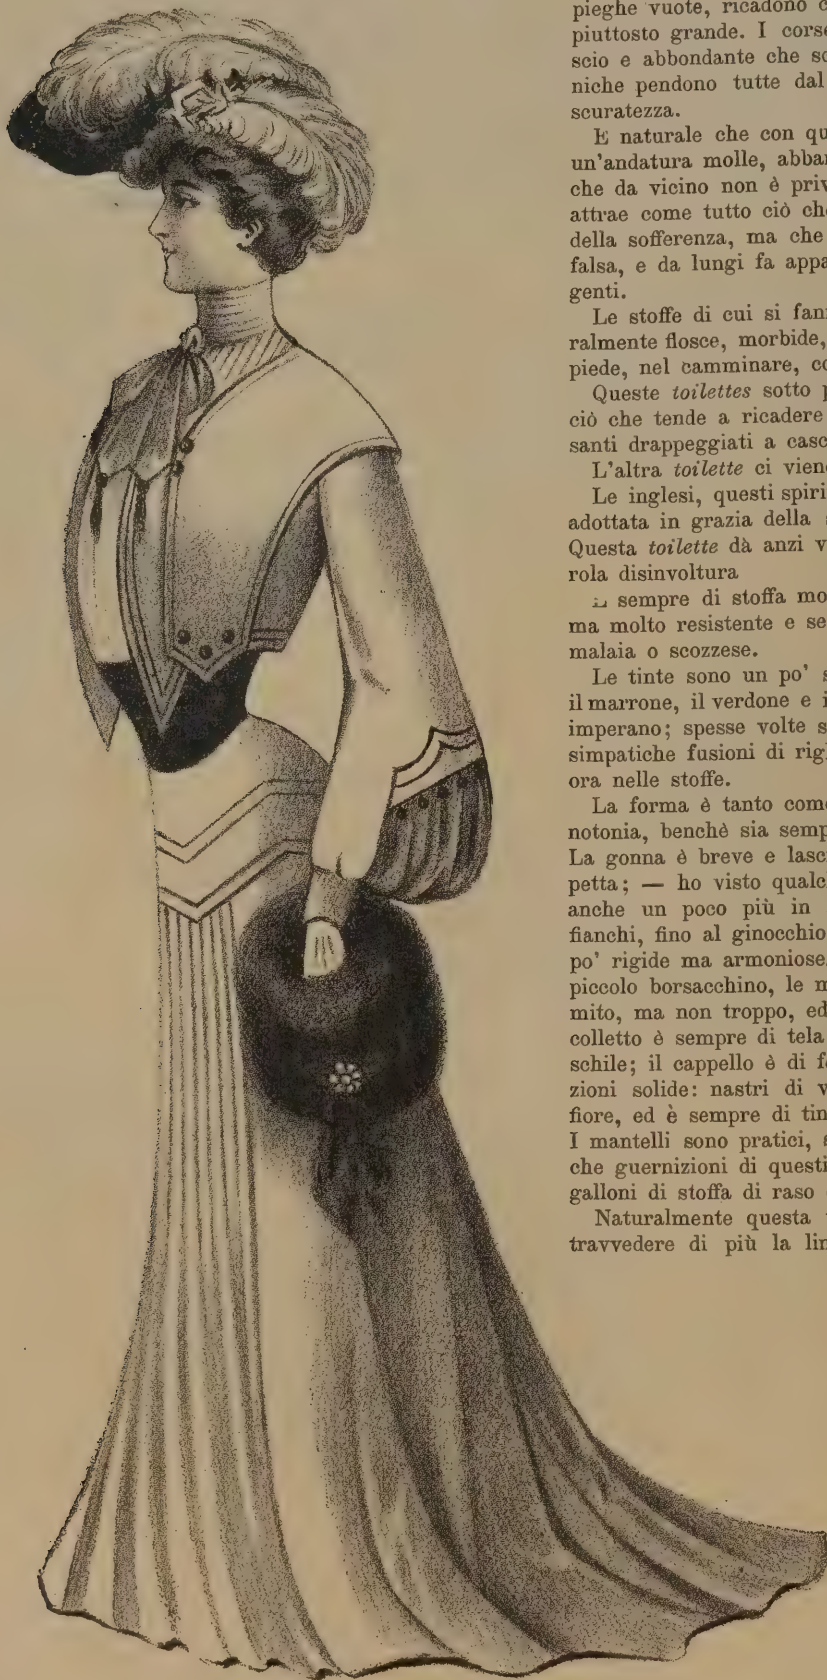 pieghe vuote, ricadono c
piuttosto grande. I corse
scio e abbondante che so
niche pendono tutte dal
scuratezza.
E naturale che con qu
un'andatura molle, abba
che da vicino non è priv
attrae come tutto ciò che
della sofferenza, ma che
falsa, e da lungi fa appa
genti.
Le stoffe di cui si fan
ralmente flosce, morbide,
piede, nel camminare, co
Queste toilettes sotto p
ciò che tende a ricadere
santi drappeggiati a casc
L'altra toilette ci vien
Le inglesi, questi spiri
adottata in grazia della
Questa toilette dà anzi v
rola disinvoltura
sempre di stoffa mo
ma molto resistente e se
malaia o scozzese.
Le tinte sono un po' s
il marrone, il verdone e i
imperano; spesse volte s
simpatiche fusioni di rig
ora nelle stoffe.
La forma è tanto como
notonia, benchè sia semp
La gonna è breve e lasc
petta; — ho visto qualc
anche un poco più in
fianchi, fino al ginocchio
po' rigide ma armoniose.
piccolo borsacchino, le m
mito, ma non troppo, ed
colletto è sempre di tela
schile; il cappello è di f
zioni solide: nastri di v
fiore, ed è sempre di tin
I mantelli sono pratici, s
che guernizioni di questi
galloni di stoffa di raso
Naturalmente questa
travvedere di più la lin